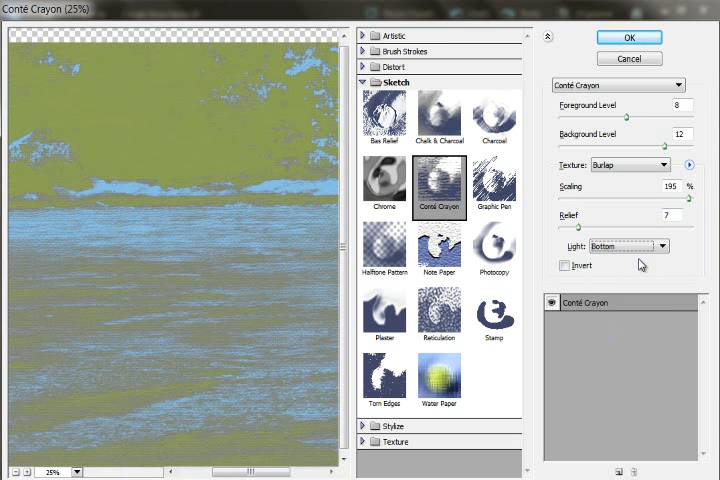 Conté Crayon (25%)
Artistic
Brush Strokes
Distort
Sketch
Bas Relief
Chalk & Charcoal
Charcoal
Chrome
Conté Crayon
Graphic Pen
Halftone Pattern
Note Paper
Photocopy
Plaster
Reticulation
Stamp
Torn Edges
Water Paper
Stylize
Texture
OK
Cancel
Conté Crayon
Foreground Level 8
Background Level 12
Texture: Burlap
Scaling 195 %
Relief 7
Light: Bottom
Invert
Conté Crayon
25%